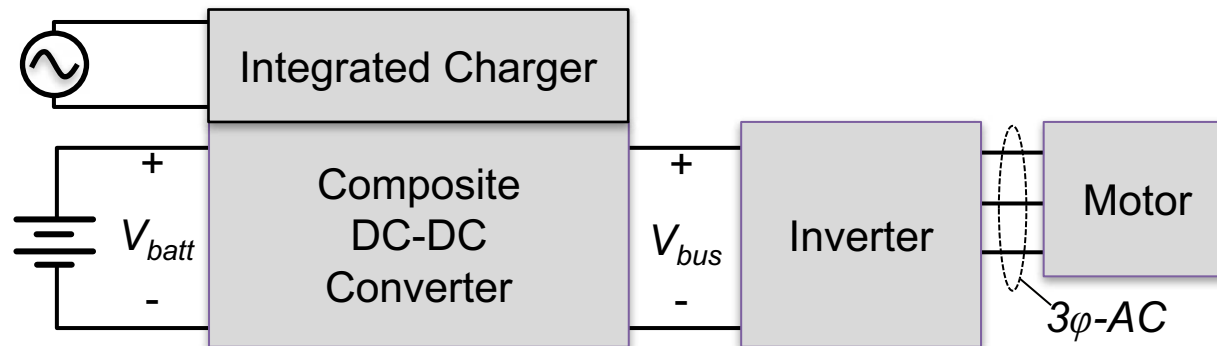 Integrated Charger
+
V_batt
-
Composite
DC-DC
Converter
+
V_bus
-
Inverter
Motor
3φ-AC